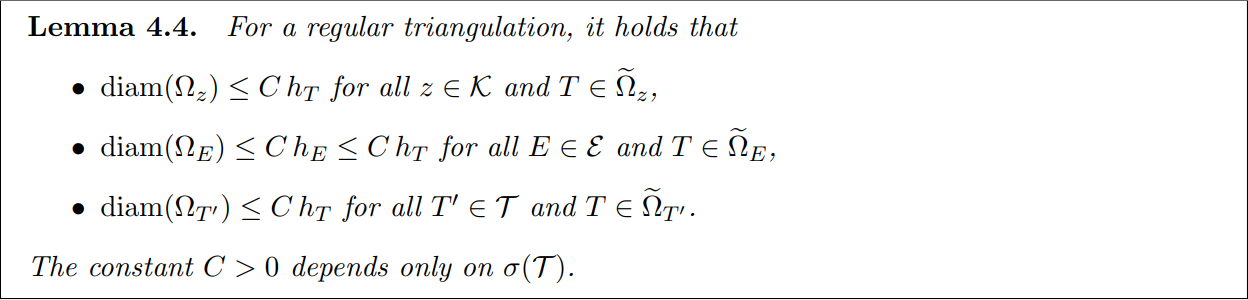 Lemma 4.4. For a regular triangulation, it holds that
• diam(Ω_z) ≤ C h_T for all z ∈ 𝒦 and T ∈ Ω̃_z,
• diam(Ω_E) ≤ C h_E ≤ C h_T for all E ∈ ℰ and T ∈ Ω̃_E,
• diam(Ω_{T′}) ≤ C h_T for all T′ ∈ 𝒯 and T ∈ Ω̃_{T′}.
The constant C > 0 depends only on σ(𝒯).